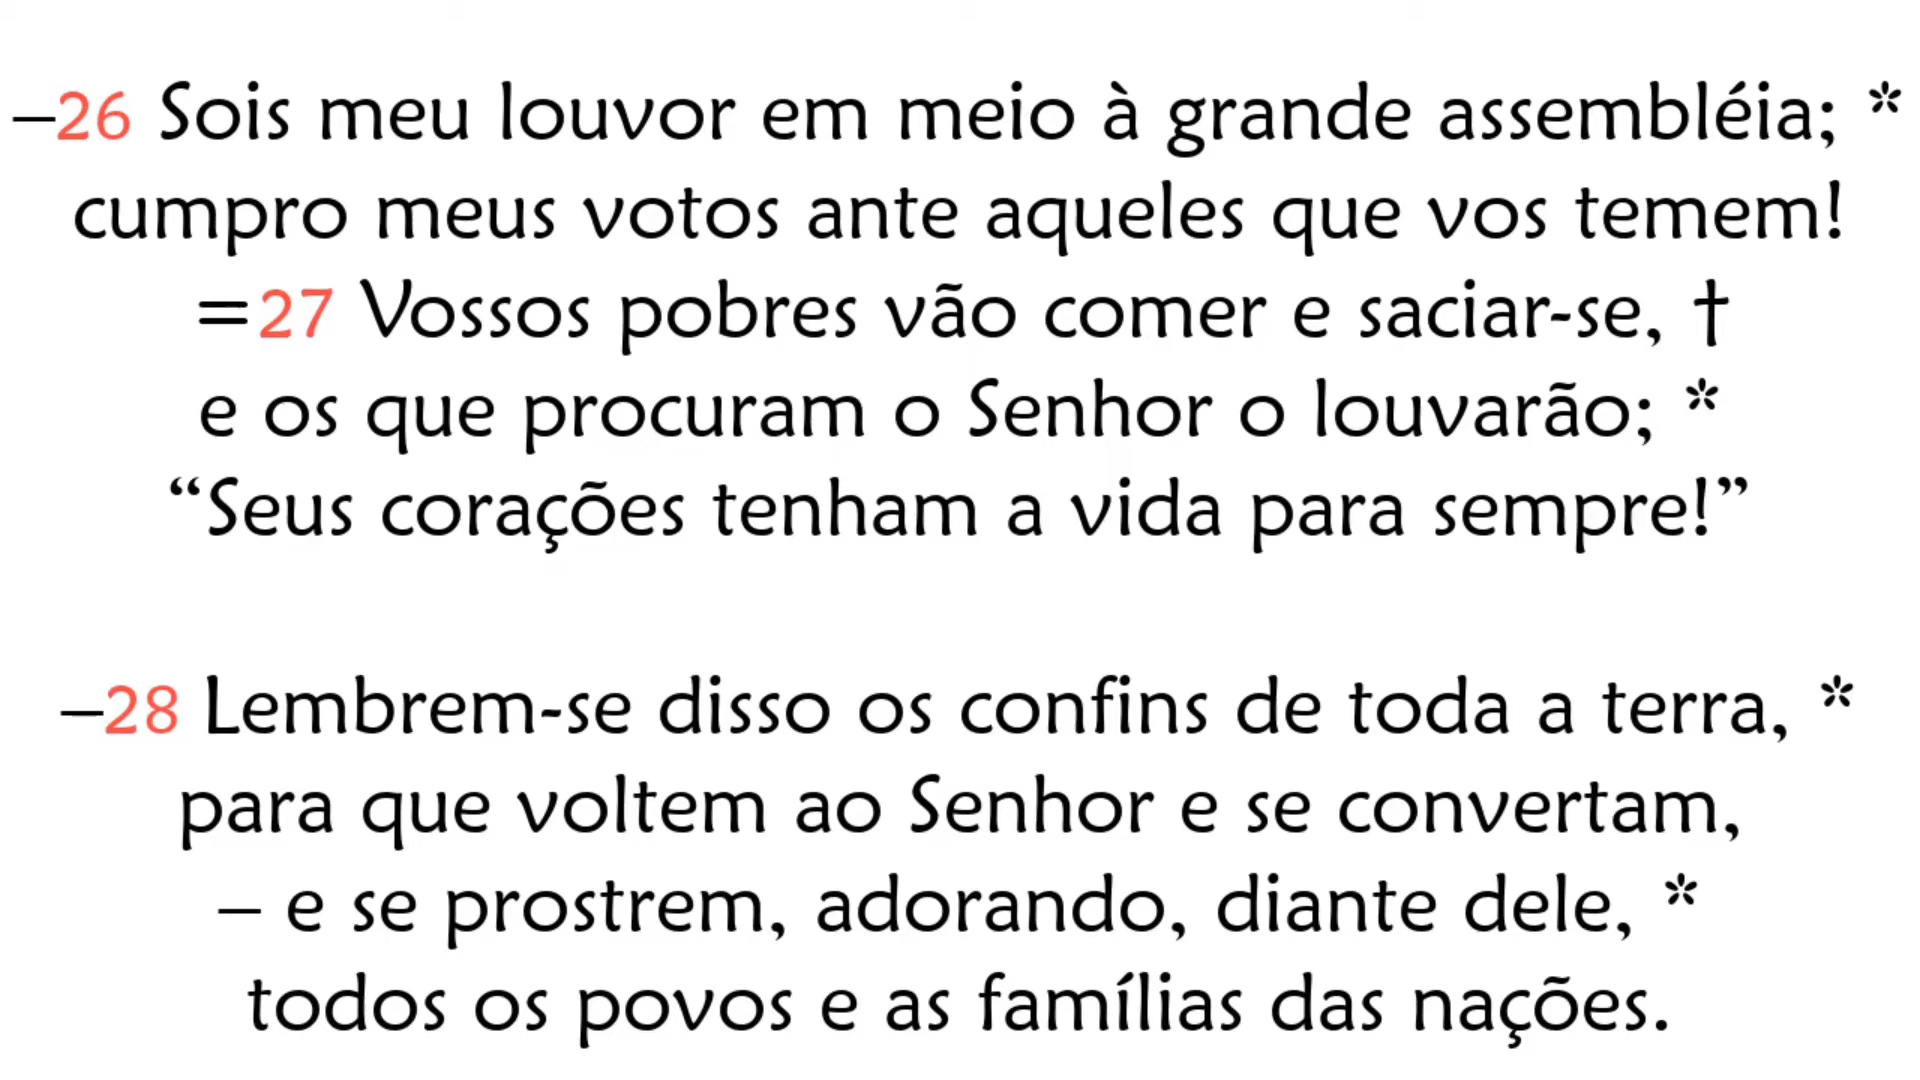 –26 Sois meu louvor em meio à grande assembléia; *
cumpro meus votos ante aqueles que vos temem!
=27 Vossos pobres vão comer e saciar-se, †
e os que procuram o Senhor o louvarão; *
“Seus corações tenham a vida para sempre!”
–28 Lembrem-se disso os confins de toda a terra, *
para que voltem ao Senhor e se convertam,
– e se prostrem, adorando, diante dele, *
todos os povos e as famílias das nações.